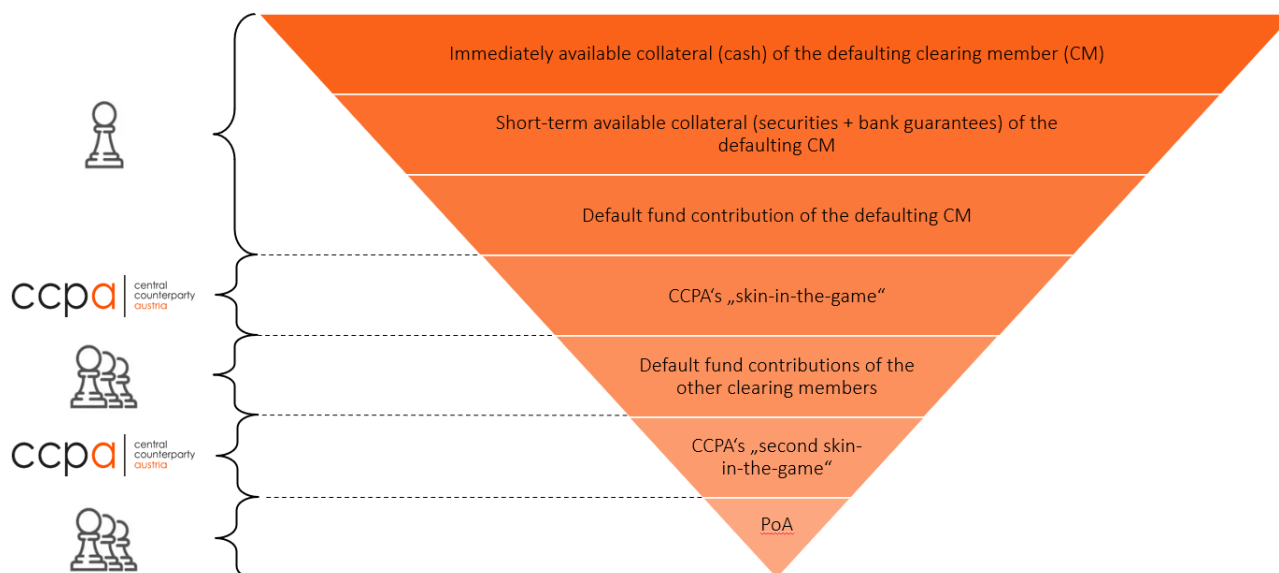 Immediately available collateral (cash) of the defaulting clearing member (CM)
Short-term available collateral (securities + bank guarantees) of the
defaulting CM
Default fund contribution of the defaulting CM
ccpa central
counterparty
austria
CCPA‘s „skin-in-the-game“
Default fund contributions of the
other clearing members
ccpa central
counterparty
austria
CCPA‘s „second skin-
in-the-game“
PoA